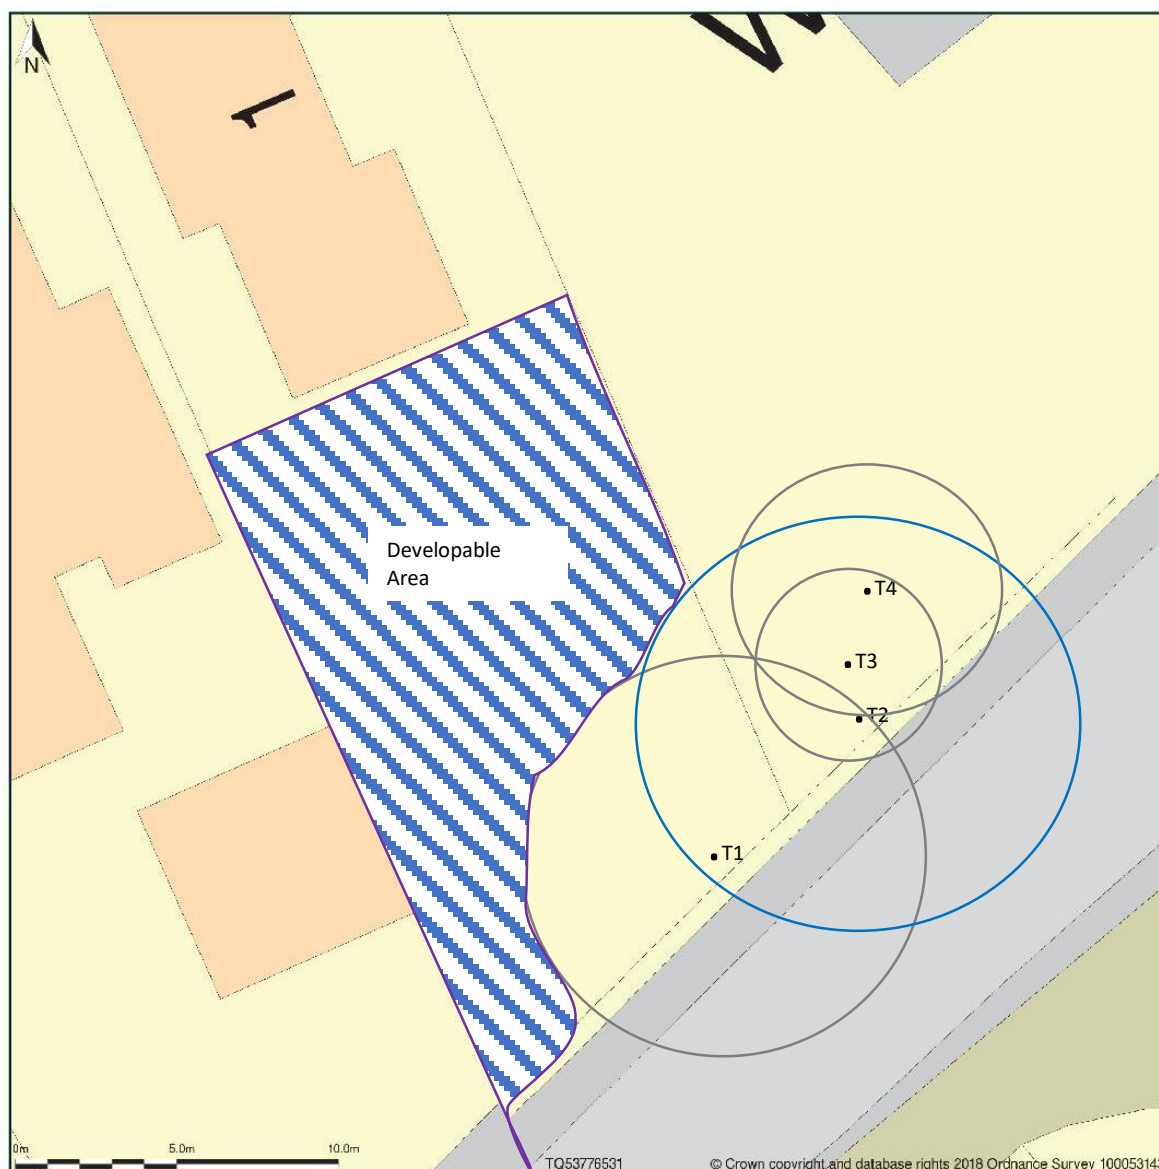 N
1
W
Developable
Area
T4
T3
T2
T1
0m 5.0m 10.0m
TQ53776531 © Crown copyright and database rights 2018 Ordnance Survey